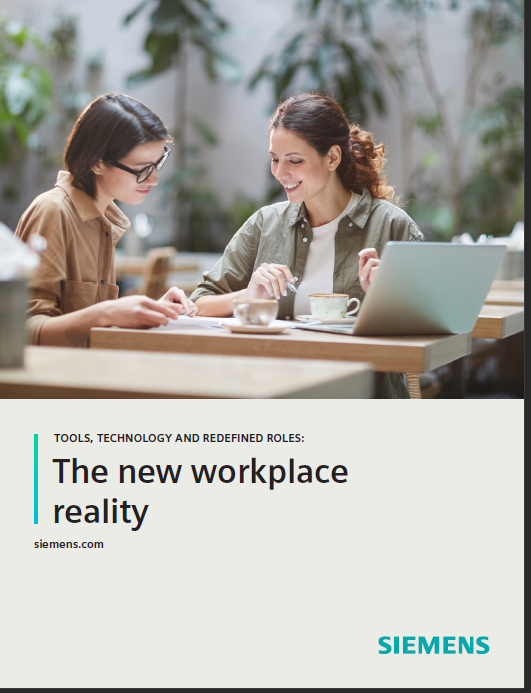 TOOLS, TECHNOLOGY AND REDEFINED ROLES:
The new workplace
reality
siemens.com
SIEMENS